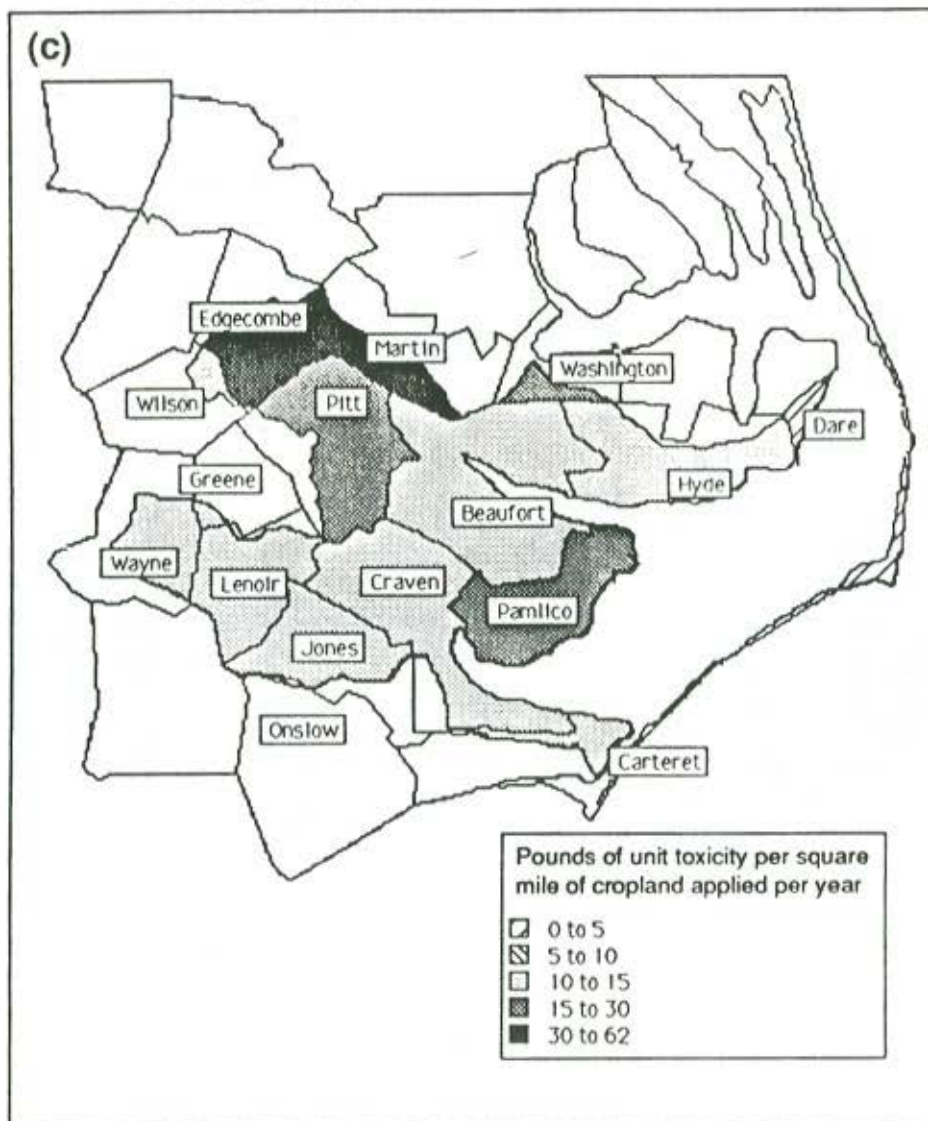 (c)
Edgecombe
Martin
Washington
Wilson
Pitt
Dare
Greene
Hyde
Beaufort
Wayne
Lenoir
Craven
Pamlico
Jones
Onslow
Carteret
Pounds of unit toxicity per square
mile of cropland applied per year
0 to 5
5 to 10
10 to 15
15 to 30
30 to 62